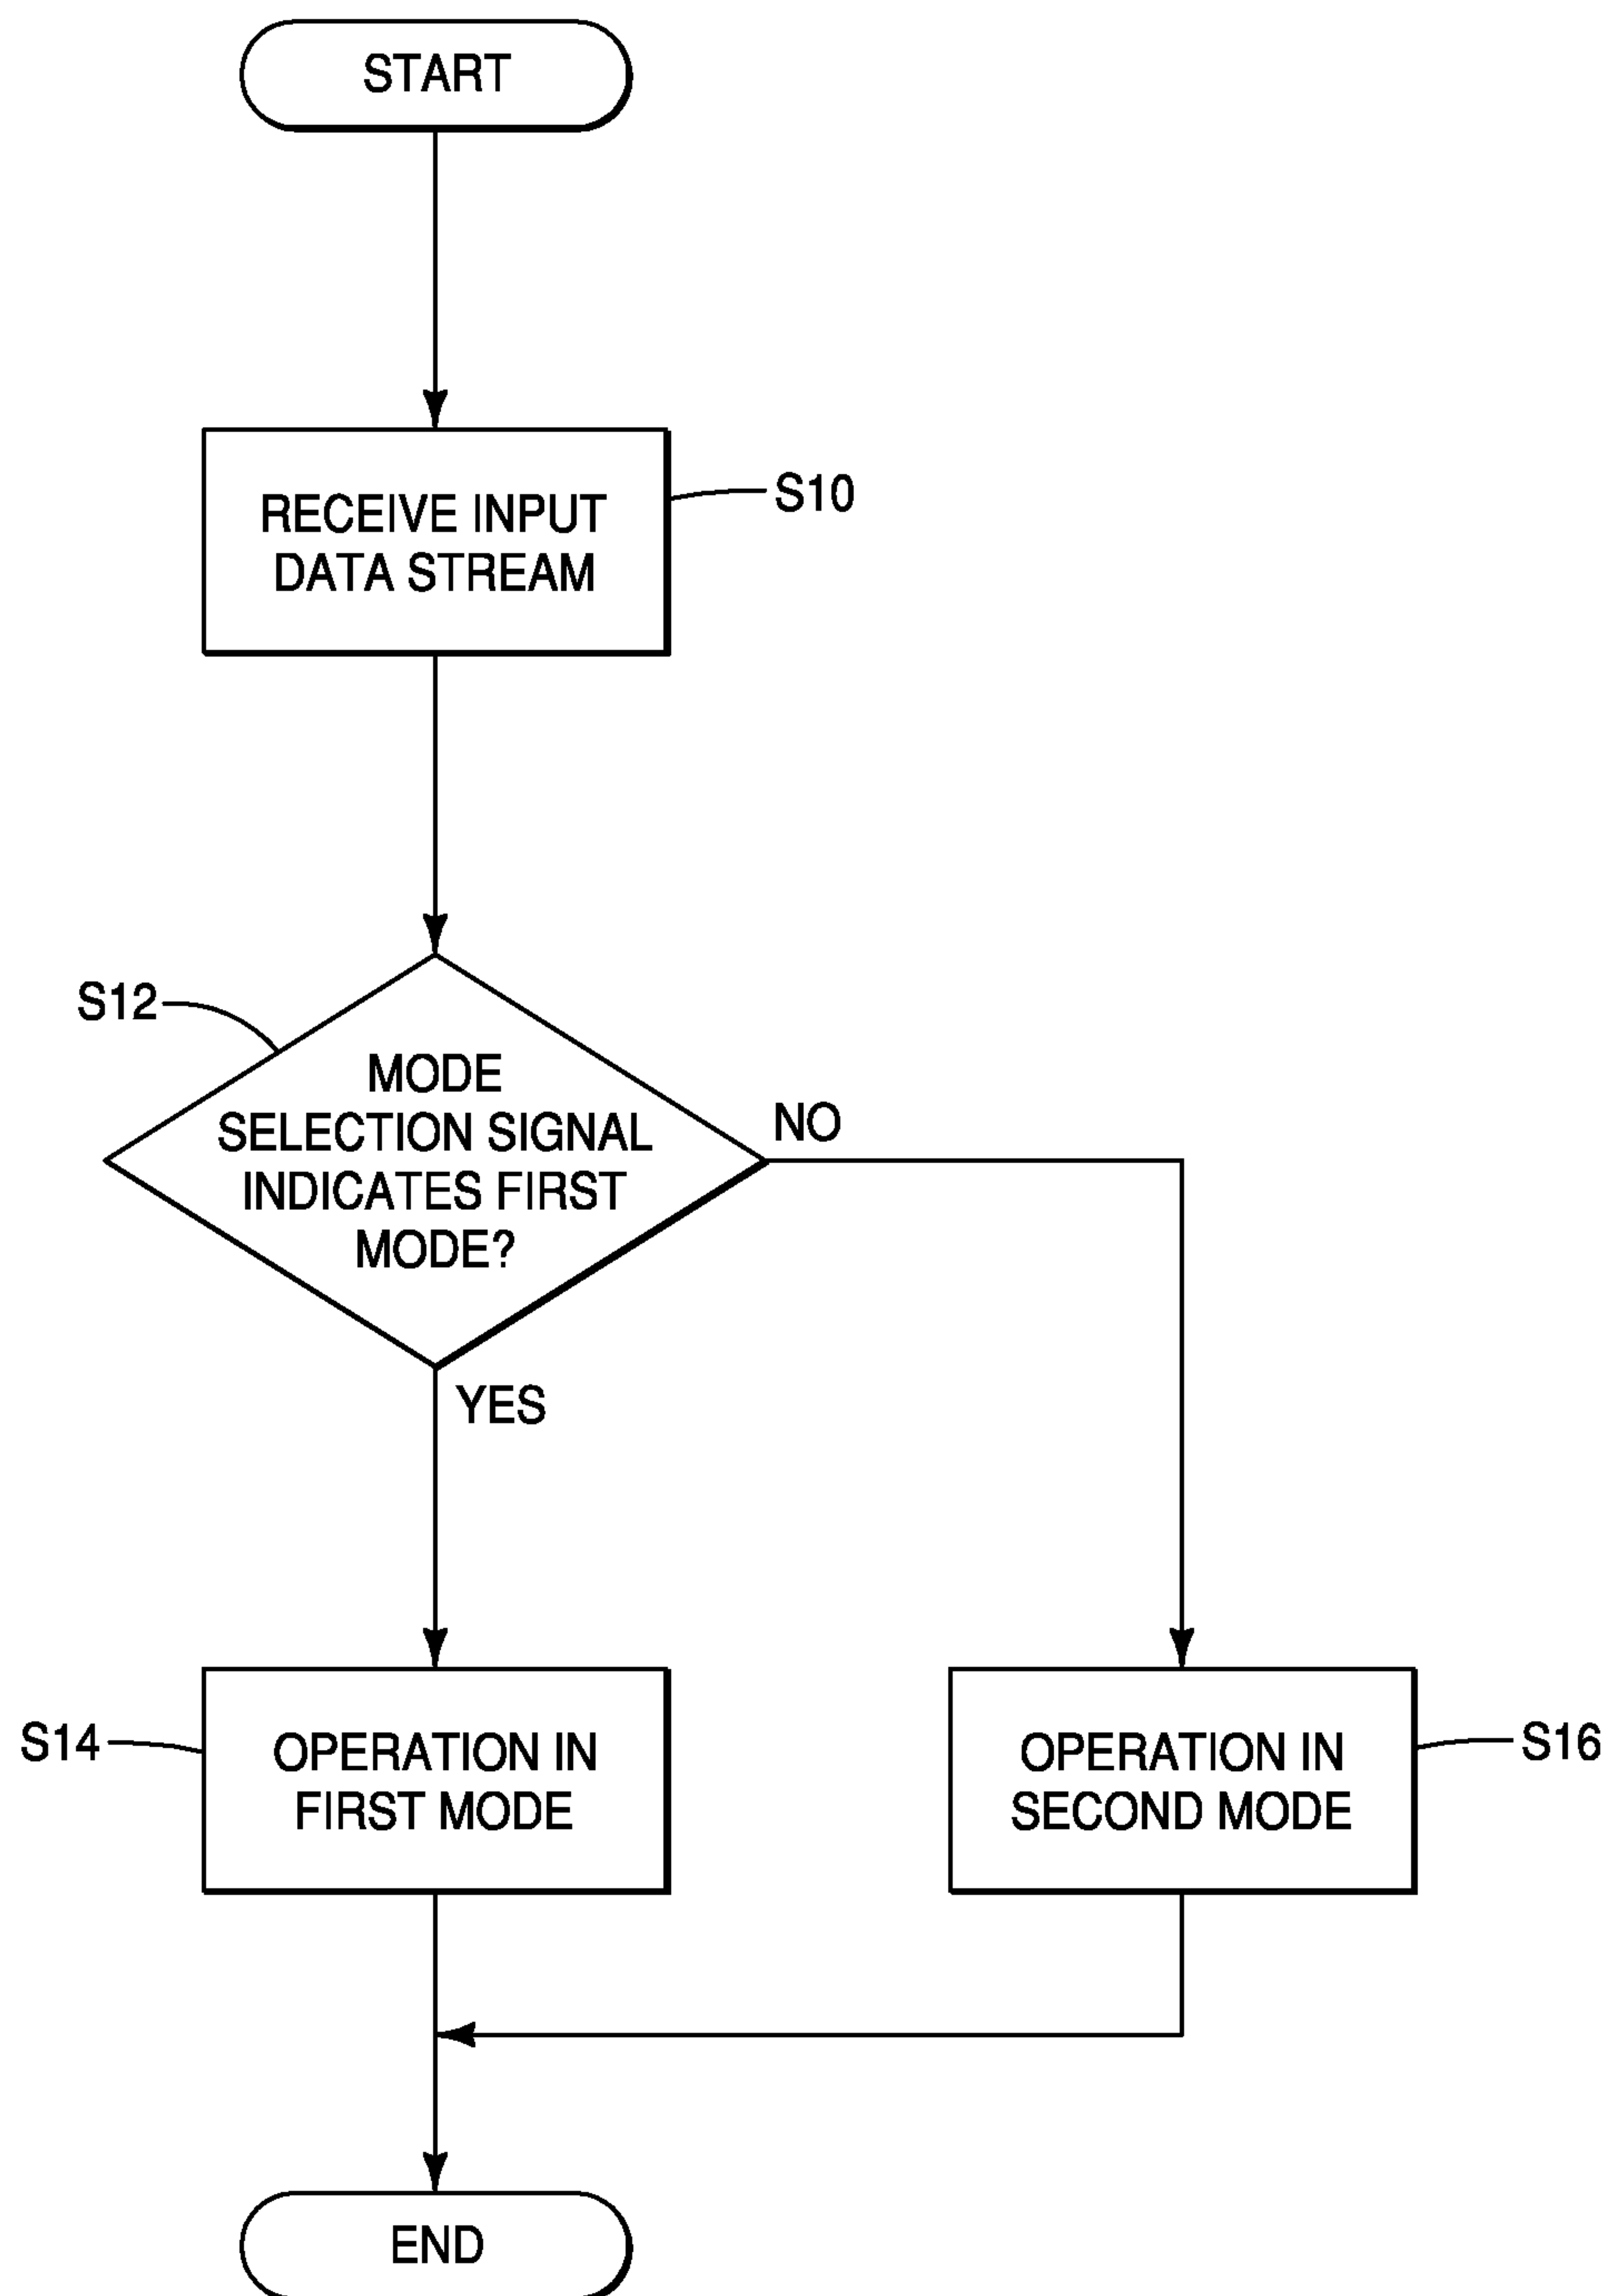 START
RECEIVE INPUT
DATA STREAM
S10
S12
MODE
SELECTION SIGNAL
INDICATES FIRST
MODE?
NO
YES
S14
OPERATION IN
FIRST MODE
OPERATION IN
SECOND MODE
S16
END